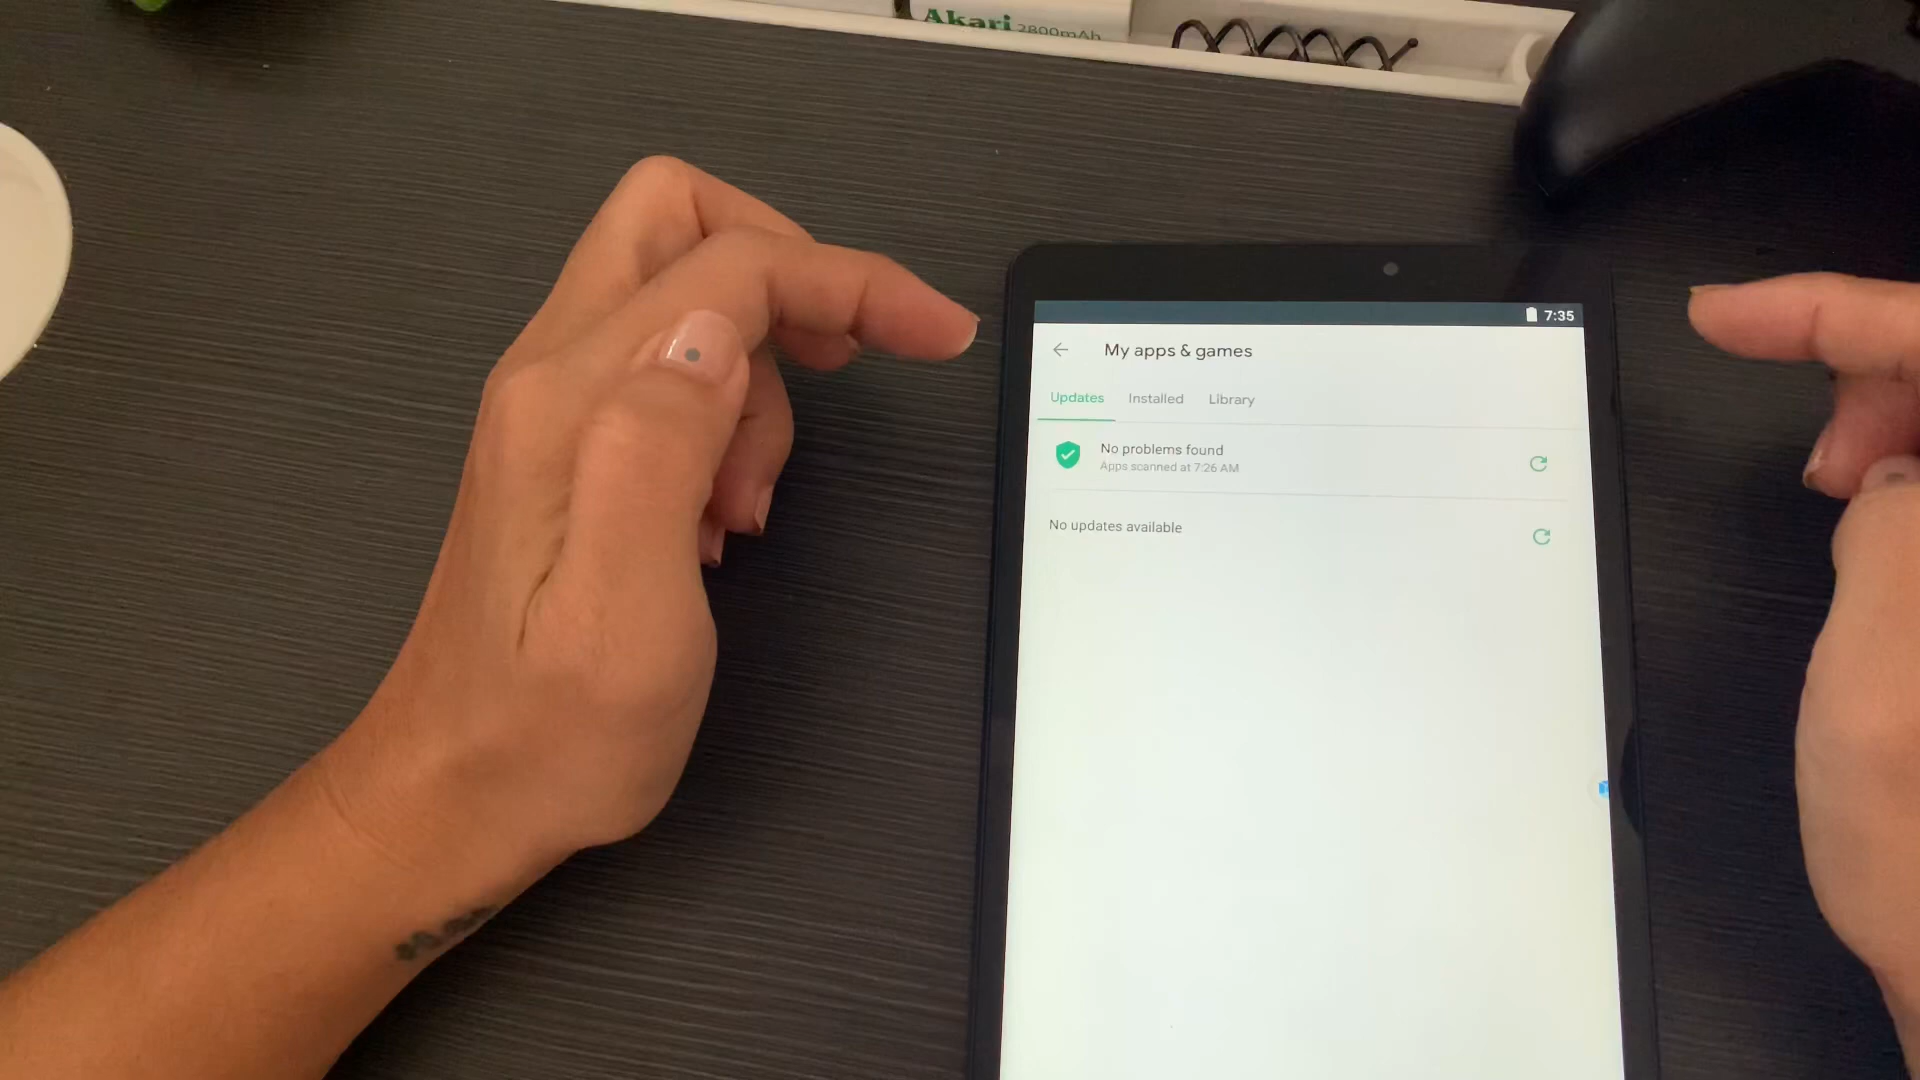 Akari 2800mAh
7:35
My apps & games
Updates Installed Library
No problems found
Apps scanned at 7:26 AM
No updates available